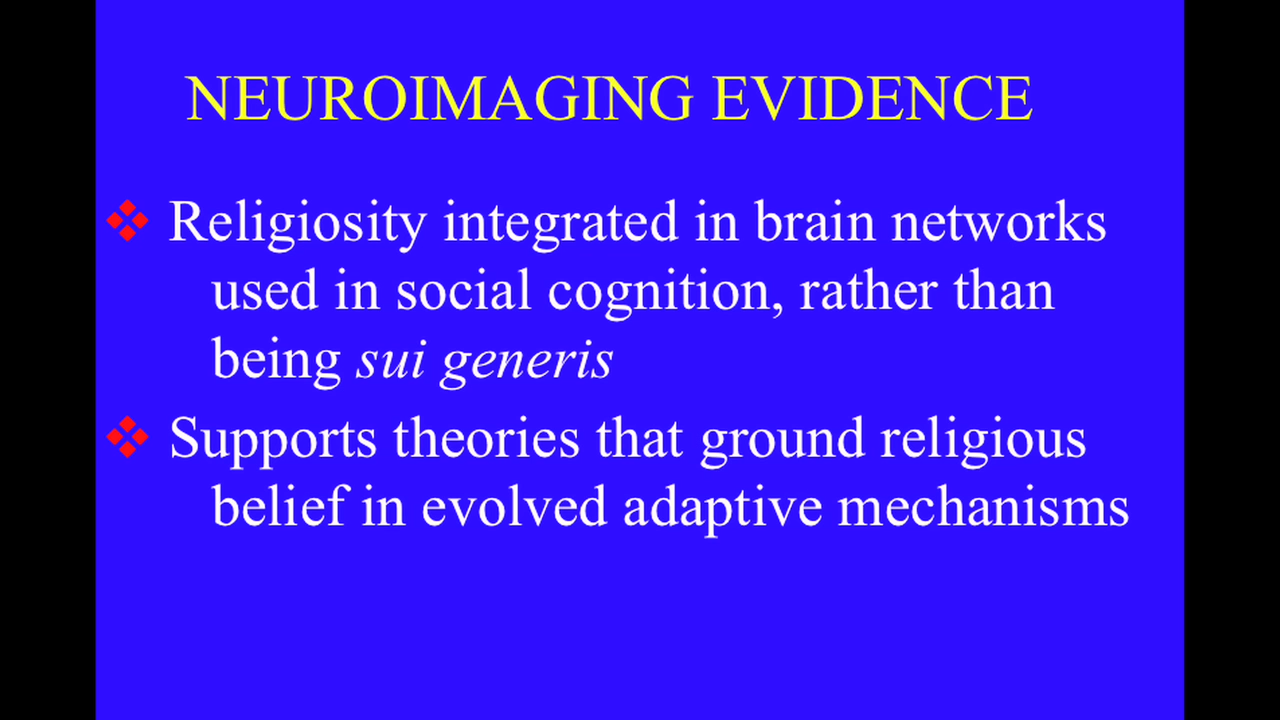 NEUROIMAGING EVIDENCE
❖ Religiosity integrated in brain networks
used in social cognition, rather than
being sui generis
❖ Supports theories that ground religious
belief in evolved adaptive mechanisms